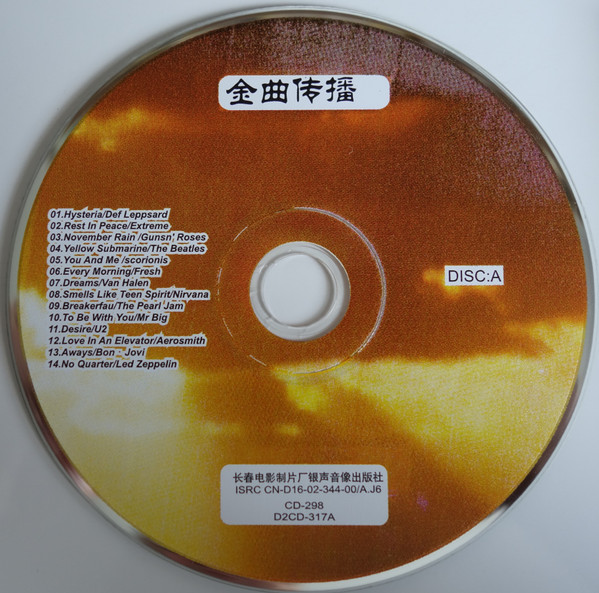 金曲传播
01.Hysteria/Def Leppsard
02.Rest In Peace/Extreme
03.November Rain /Gunsn' Roses
04.Yellow Submarine/The Beatles
05.You And Me /scorionis
06.Every Morning/Fresh
07.Dreams/Van Halen
08.Smells Like Teen Spirit/Nirvana
09.Breakerfau/The Pearl Jam
10.To Be With You/Mr Big
11.Desire/U2
12.Love In An Elevator/Aerosmith
13.Aways/Bon - Jovi
14.No Quarter/Led Zeppelin
DISC:A
长春电影制片厂银声音像出版社
ISRC CN-D16-02-344-00/A.J6
CD-298
D2CD-317A